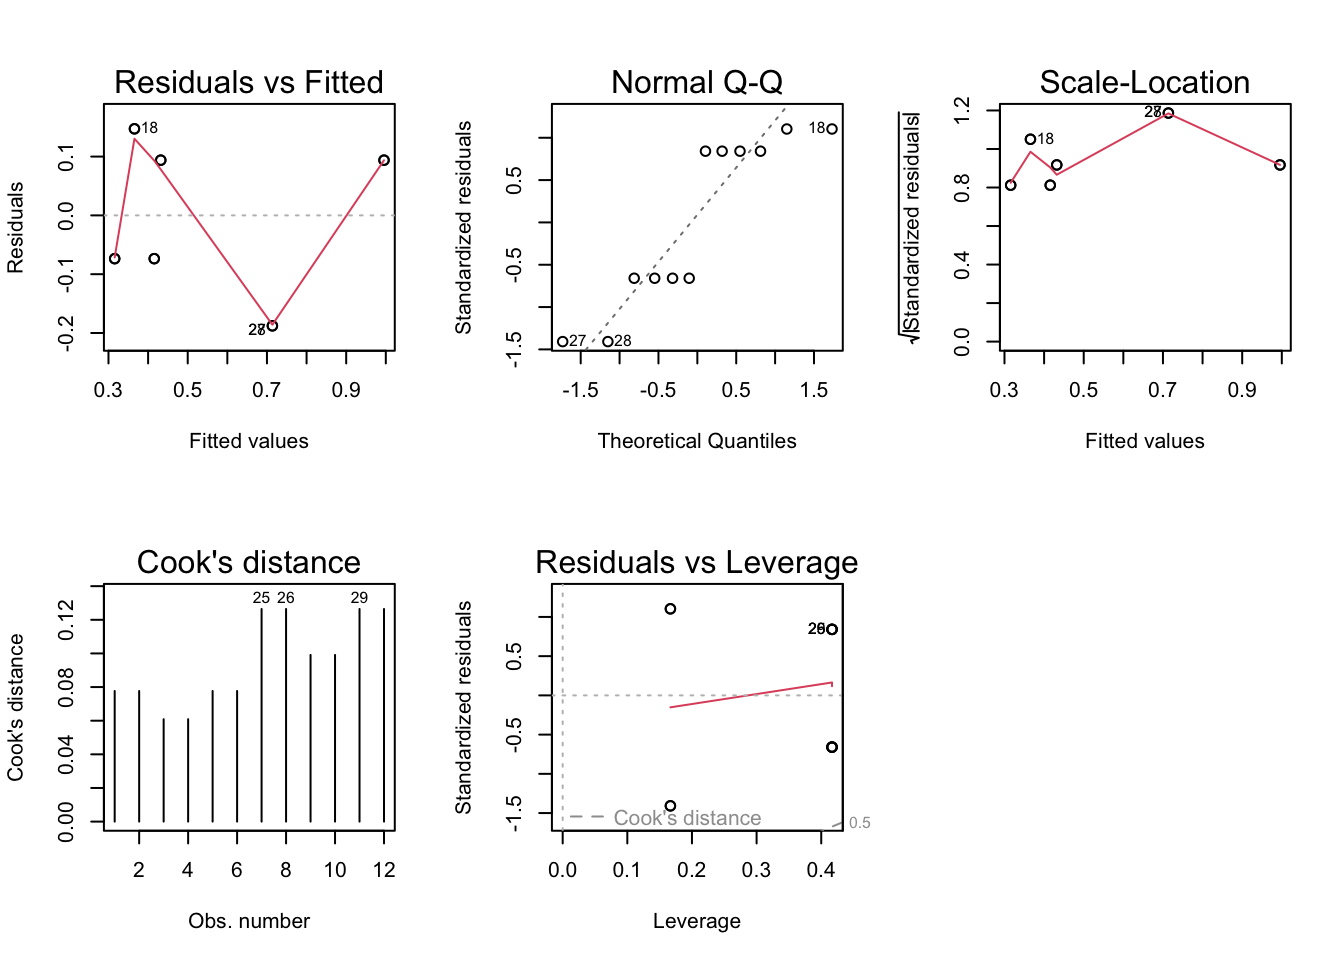 Residuals vs Fitted
Residuals
0.1
0.0
-0.1
-0.2
18
0.3 0.5 0.7 0.9
Fitted values
Normal Q-Q
Standardized residuals
0.5
-0.5
-1.5
18
27
28
-1.5 -0.5 0.5 1.5
Theoretical Quantiles
Scale-Location
√|Standardized residuals|
1.2
0.8
0.4
0.0
18
0.3 0.5 0.7 0.9
Fitted values
Cook's distance
Cook's distance
0.12
0.08
0.04
0.00
25 26 29
2 4 6 8 10 12
Obs. number
Residuals vs Leverage
Standardized residuals
0.5
-0.5
-1.5
Cook's distance
0.5
0.0 0.1 0.2 0.3 0.4
Leverage